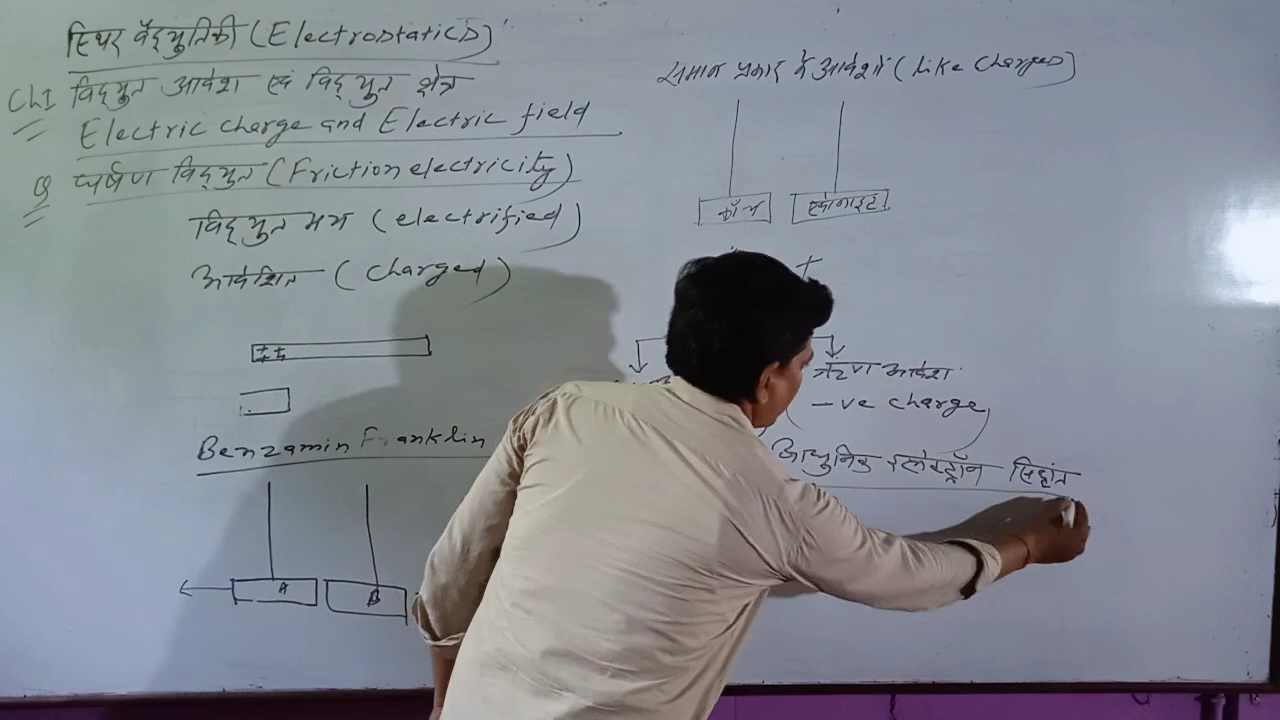 स्थिर वैद्युतिकी (Electrostatics)
Ch1 विद्युत आवेश एवं विद्युत क्षेत्र
Electric charge and Electric field
Q घर्षण विद्युत (Friction electricity)
विद्युतमय (electrified)
आवेशित (Charged)
++
Benzamin Franklin
A B
समान प्रकार के आवेशों (Like Charged)
काँच एबोनाइट
+
ऋण आवेश
-ve charge
आधुनिक इलेक्ट्रॉन सिद्दांत